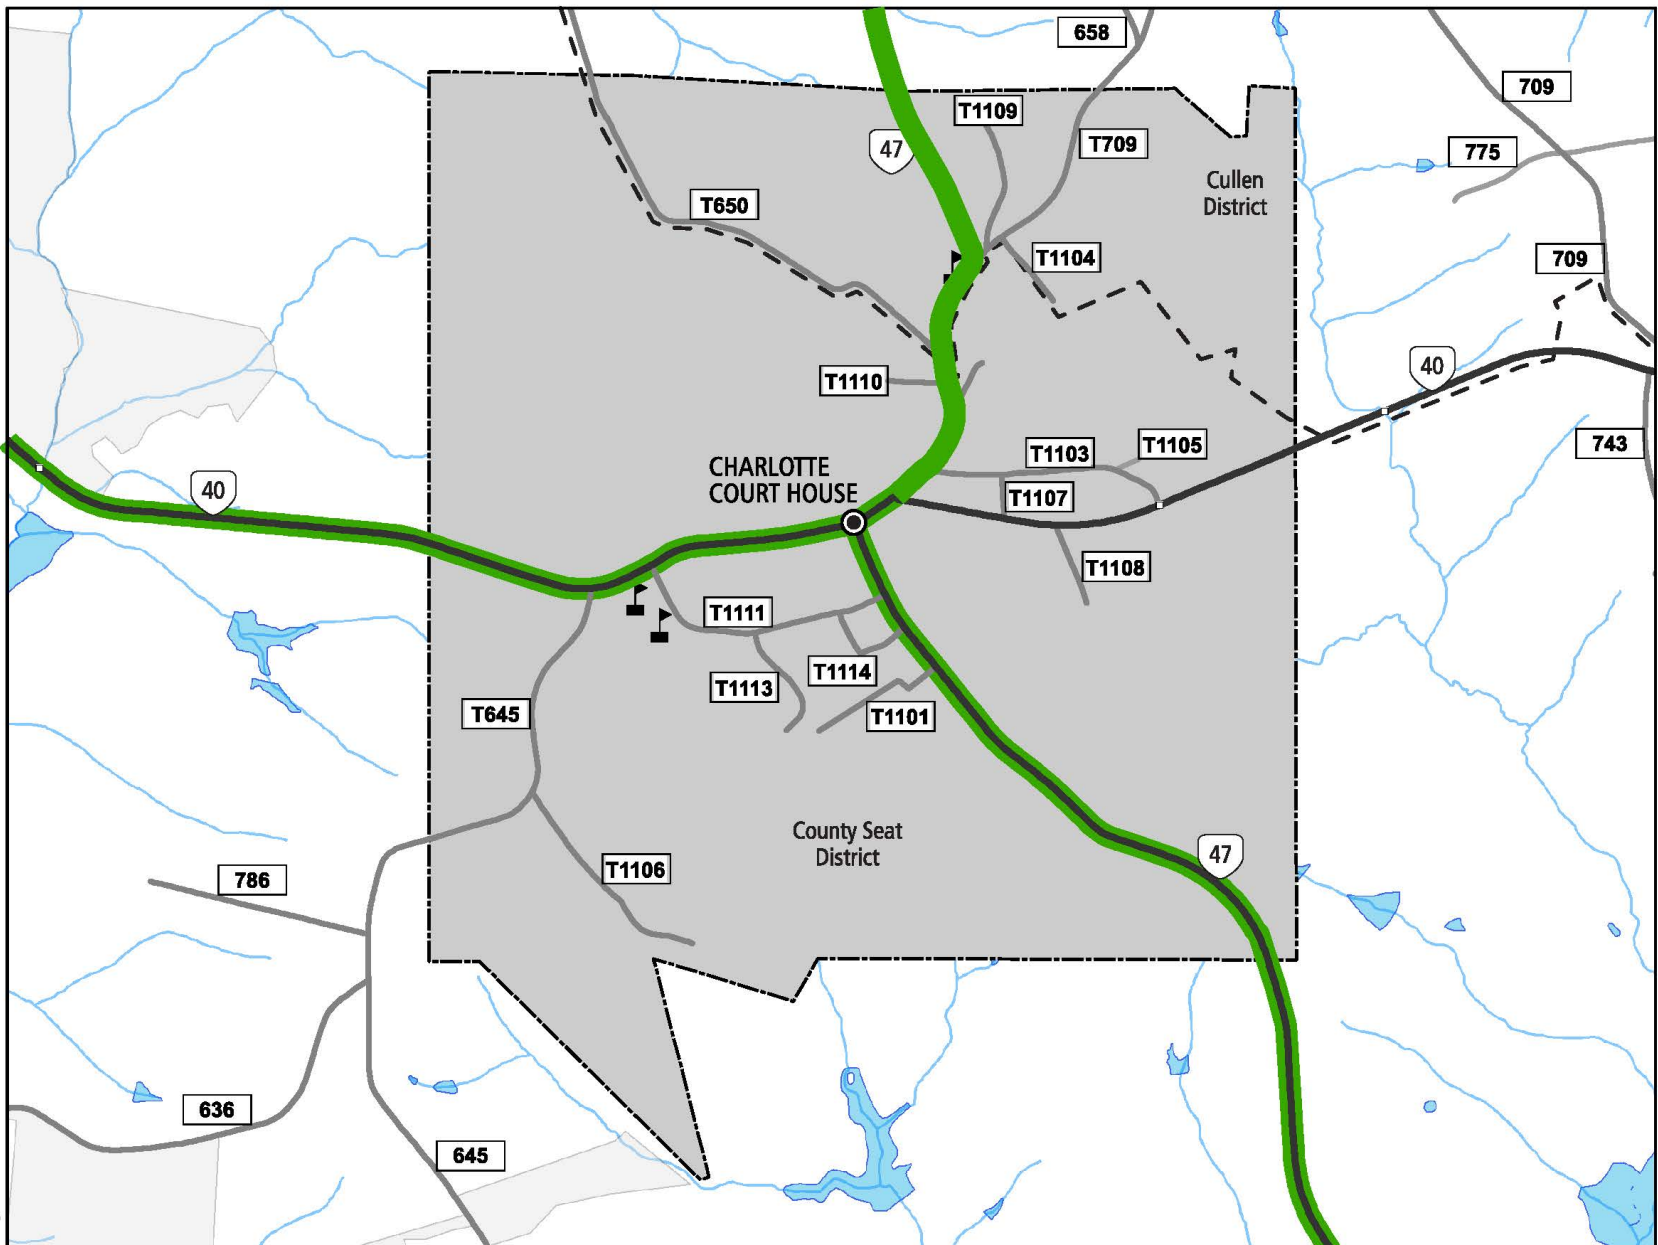 658
709
T1109
47
T709
775
Cullen
District
T650
T1104
709
T1110
40
T1103
T1105
743
CHARLOTTE
COURT HOUSE
40
T1107
T1108
T1111
T1114
T1113
T645
T1101
County Seat
District
47
T1106
786
636
645